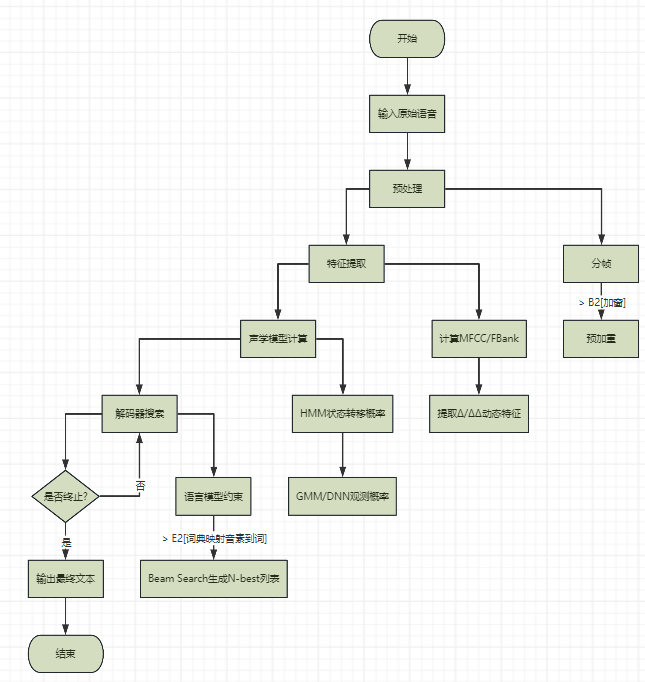 开始
输入原始语音
预处理
特征提取
分帧
> B2[加窗]
声学模型计算
计算MFCC/FBank
预加重
解码器搜索
HMM状态转移概率
提取Δ/ΔΔ动态特征
是否终止?
否
语言模型约束
GMM/DNN观测概率
是
> E2[词典映射音素到词]
输出最终文本
Beam Search生成N-best列表
结束